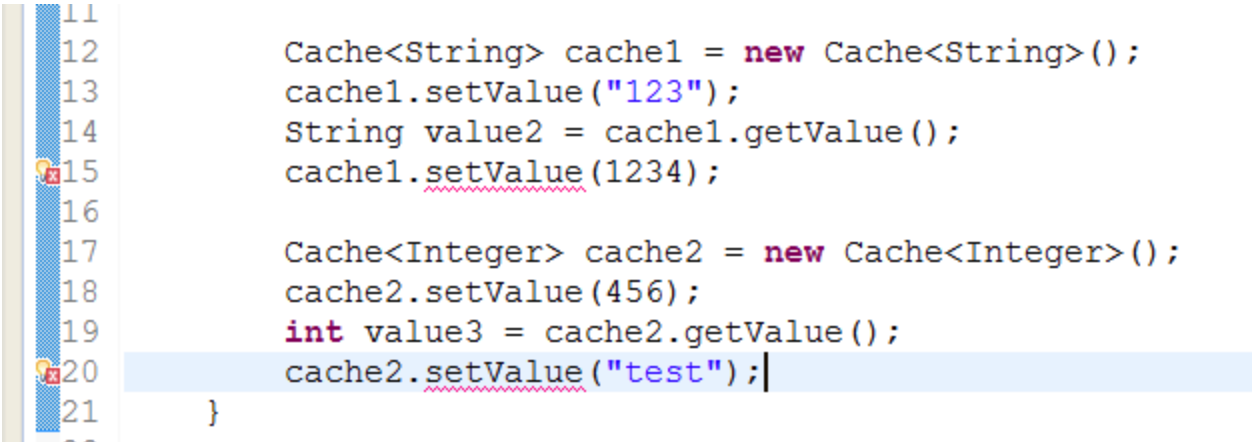 11
12 Cache<String> cache1 = new Cache<String>();
13 cache1.setValue("123");
14 String value2 = cache1.getValue();
15 cache1.setValue(1234);
16
17 Cache<Integer> cache2 = new Cache<Integer>();
18 cache2.setValue(456);
19 int value3 = cache2.getValue();
20 cache2.setValue("test");
21 }